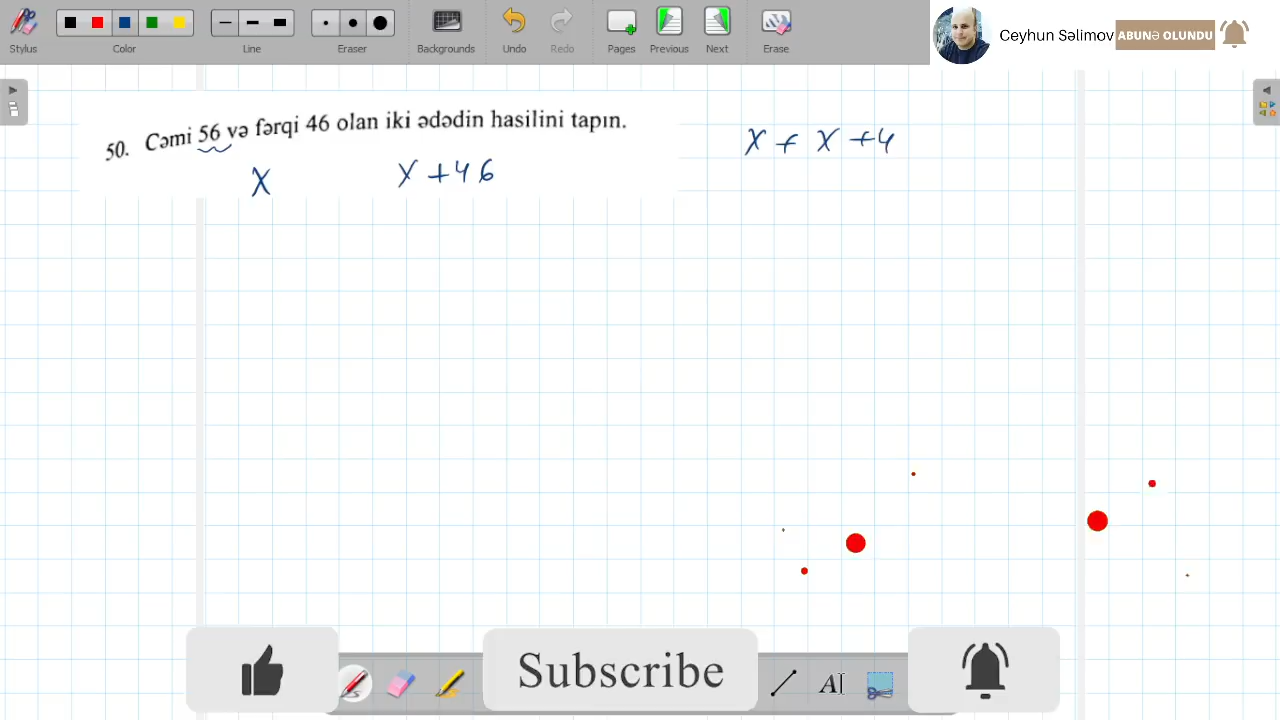 Stylus
Color
Line
Eraser
Backgrounds
Undo
Redo
Pages
Previous
Next
Erase
Ceyhun Səlimov
ABUNƏ OLUNDU
50. Cəmi 56 və fərqi 46 olan iki ədədin hasilini tapın.
x + x + 4
x x + 46
Subscribe
A